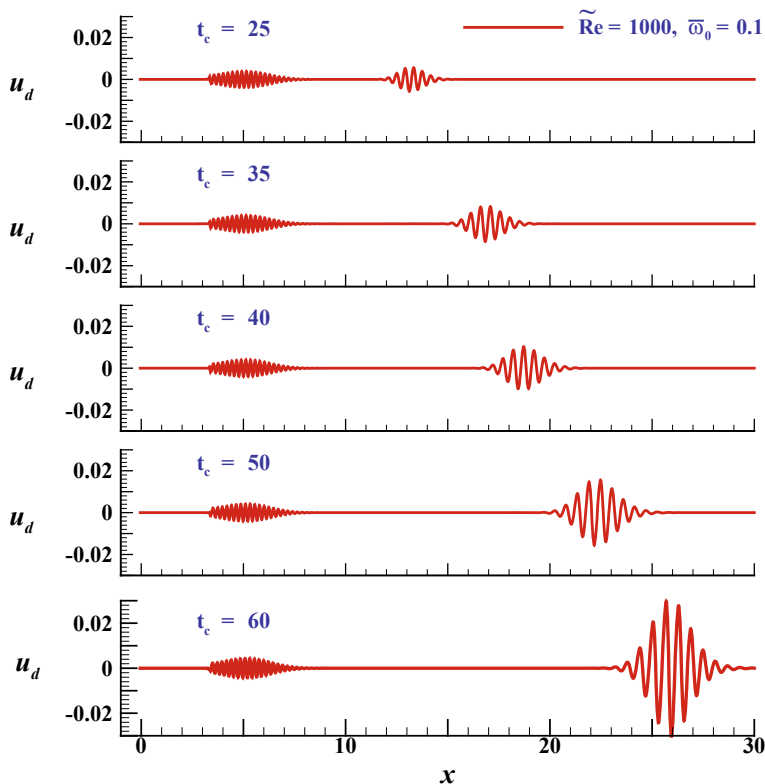 t_c = 25
R̃e = 1000, ω̅_0 = 0.1
0.02
u_d
0
-0.02
t_c = 35
0.02
u_d
0
-0.02
t_c = 40
0.02
u_d
0
-0.02
t_c = 50
0.02
u_d
0
-0.02
t_c = 60
0.02
u_d
0
-0.02
0 10 20 30
x